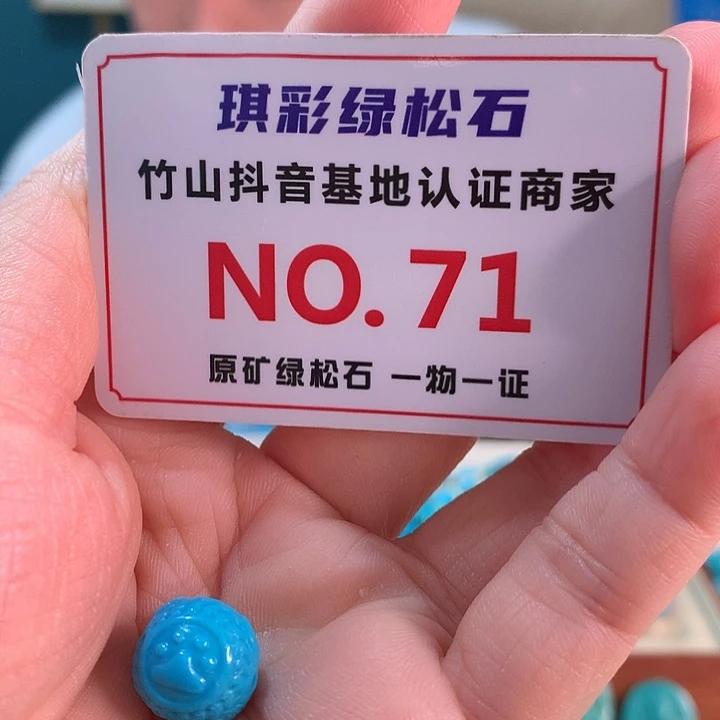 琪彩绿松石
竹山抖音基地认证商家
NO. 71
原矿绿松石 一物一证